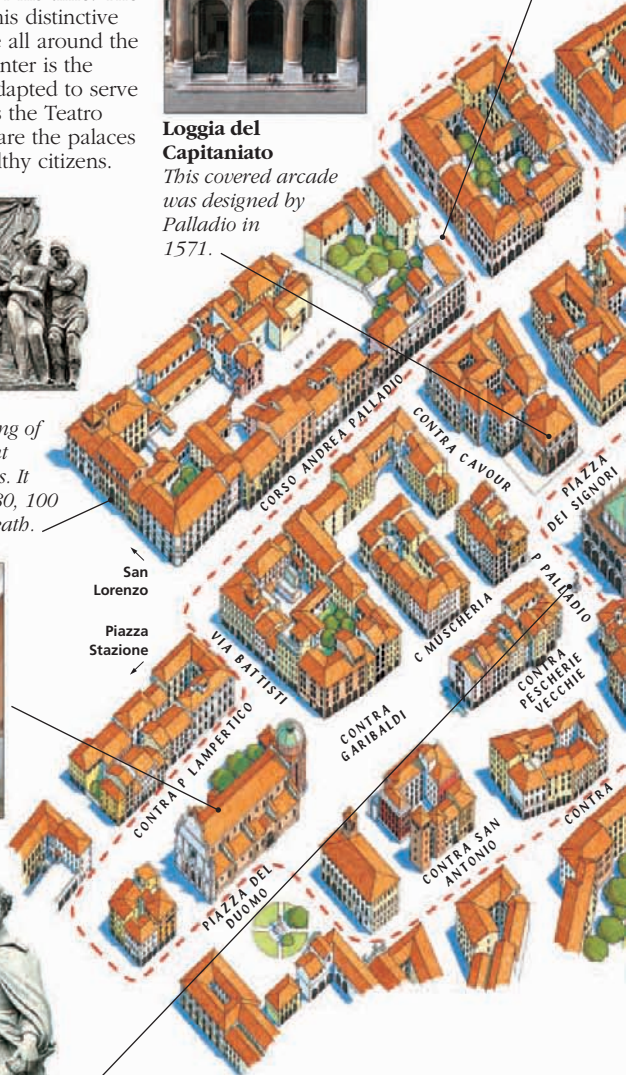 his distinctive
all around the
is the
dapted to serve
the Teatro
are the palaces
lthy citizens.
Loggia del
Capitaniato
This covered arcade
was designed by
Palladio in
1571.
ng of
s. It
80, 100
eath.
San
Lorenzo
Piazza
Stazione
CORSO ANDREA PALLADIO
CONTRA CAVOUR
PIAZZA
DEI SIGNORI
P PALLADIO
C MUSCHERIA
CONTRA
PESCHERIE
VECCHIE
VIA BATTISTI
CONTRA
GARIBALDI
CONTRA P LAMPERTICO
CONTRA
CONTRA SAN
ANTONIO
PIAZZA DEL
DUOMO